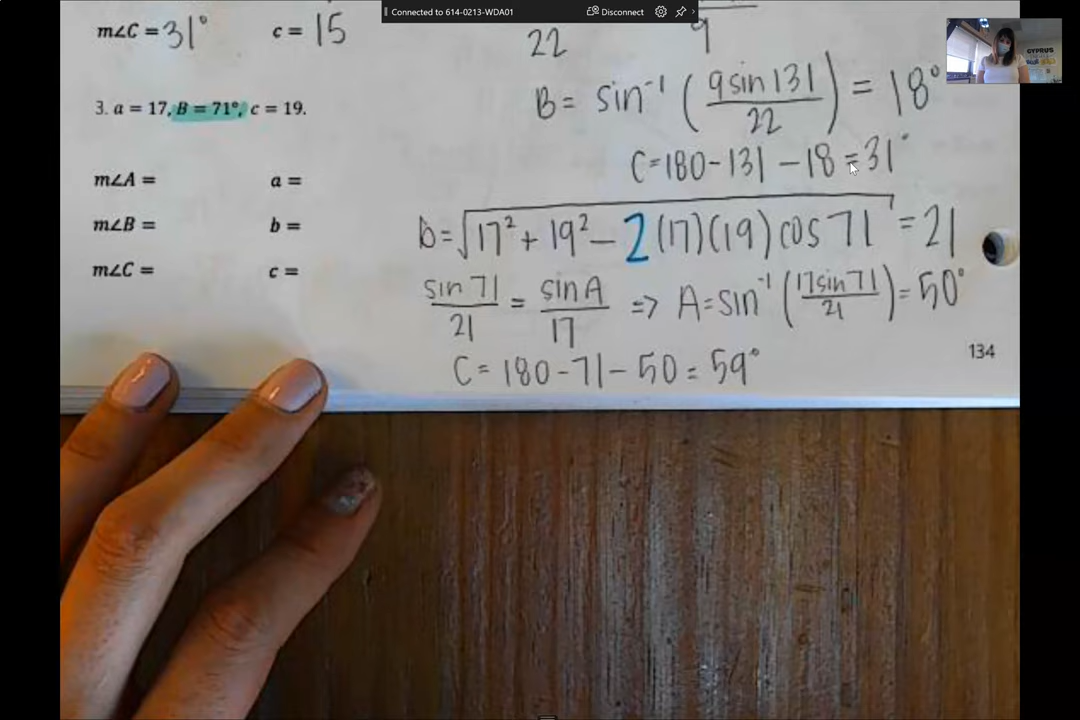 Connected to 614-0213-WDA01 Disconnect
m∠C = 31° c = 15
22
9
CYPRUS
B = sin⁻¹ (9 sin 131 / 22) = 18°
3. a = 17, B = 71°, c = 19.
C = 180 - 131 - 18 = 31°
m∠A = a =
m∠B = b =
b = √17² + 19² - 2 (17)(19) cos 71 = 21
m∠C = c =
sin 71 / 21 = sin A / 17 => A = sin⁻¹ (17 sin 71 / 21) = 50°
134
C = 180 - 71 - 50 = 59°